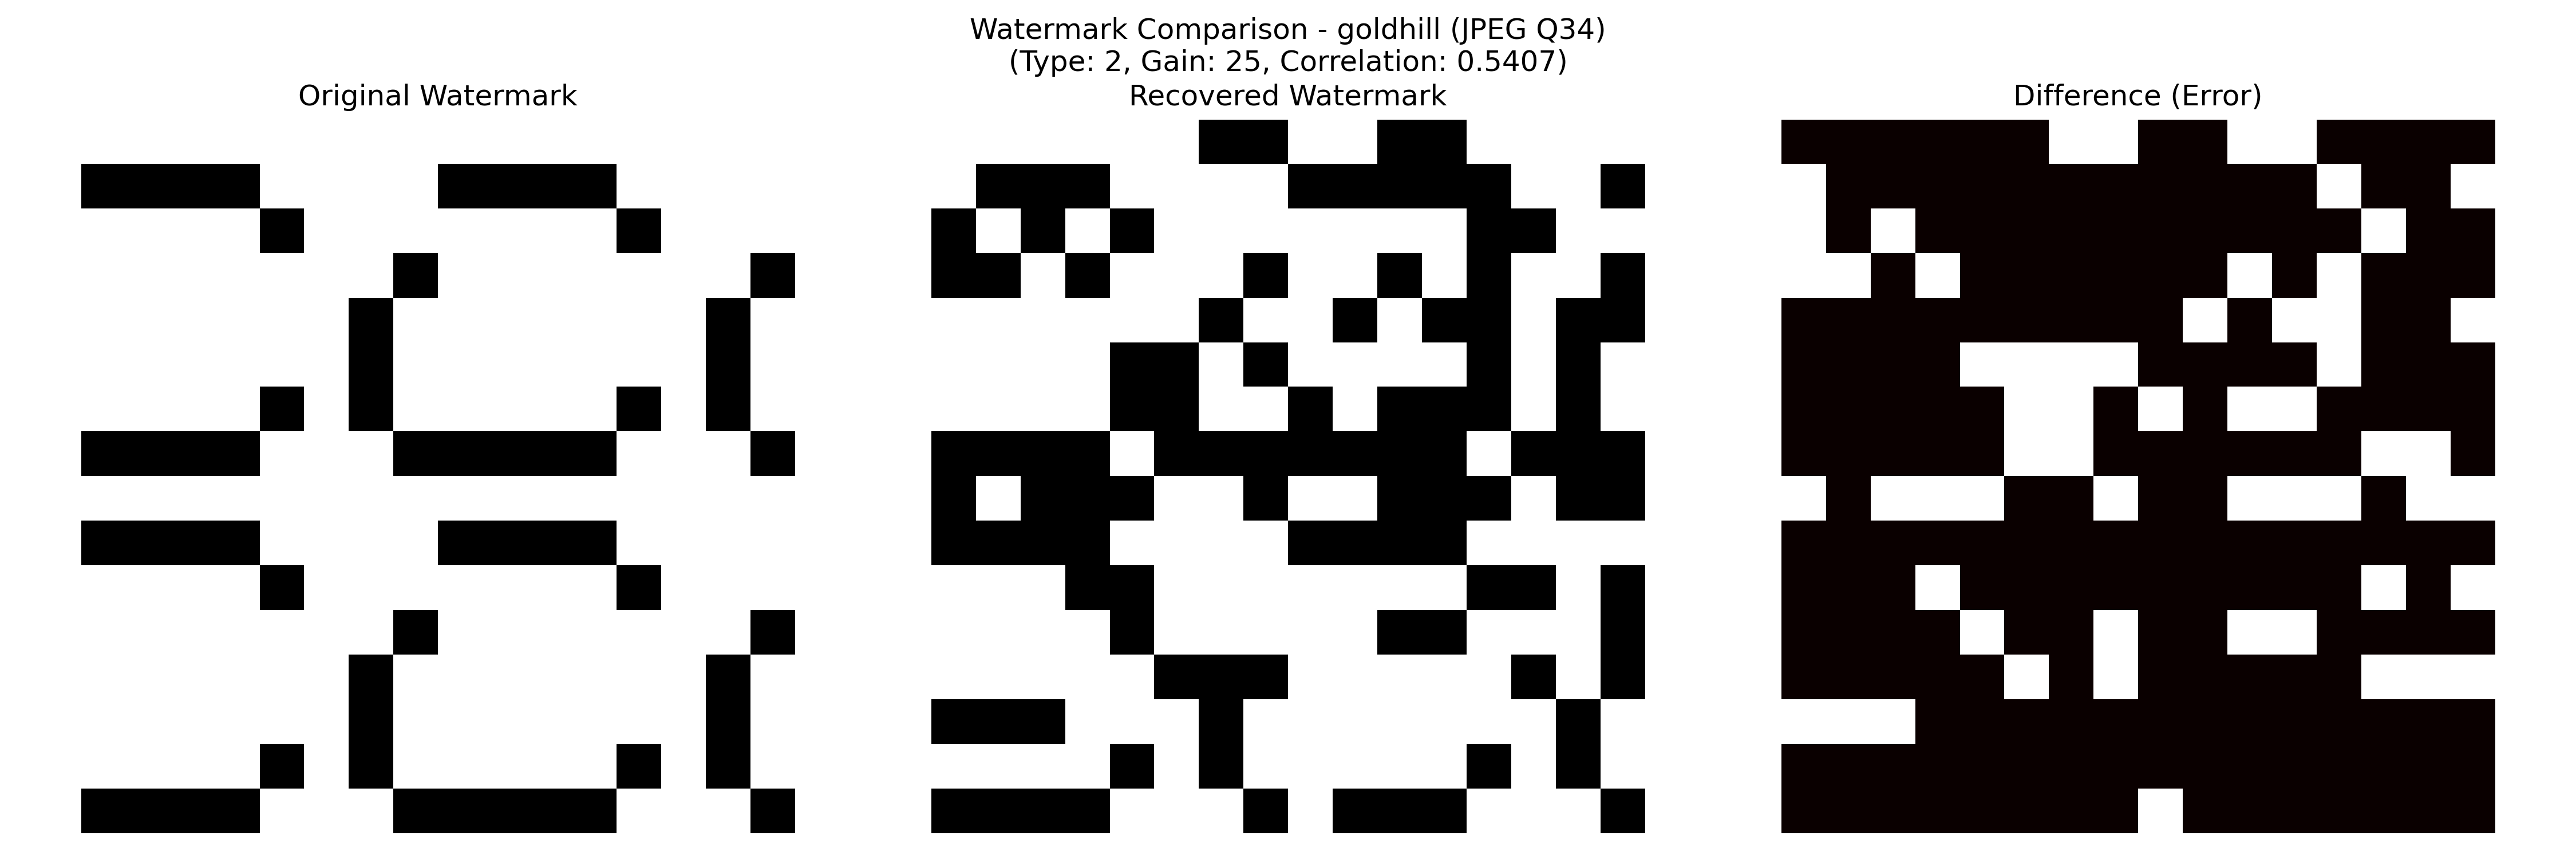 Watermark Comparison - goldhill (JPEG Q34)
(Type: 2, Gain: 25, Correlation: 0.5407)
Original Watermark
Recovered Watermark
Difference (Error)